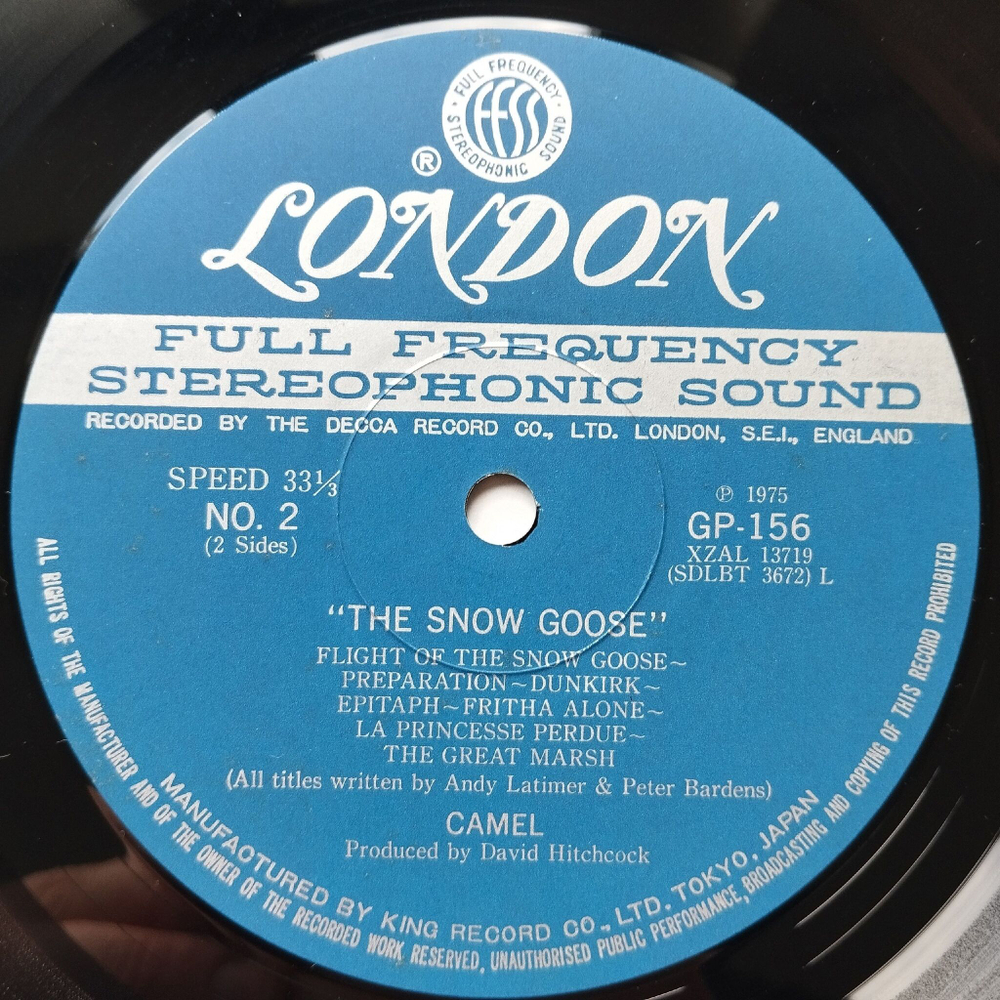 FULL FREQUENCY
STEREOPHONIC SOUND
FFSS
®
LONDON
FULL FREQUENCY
STEREOPHONIC SOUND
RECORDED BY THE DECCA RECORD CO., LTD. LONDON, S.E.I., ENGLAND
SPEED 33⅓
NO. 2
(2 Sides)
℗ 1975
GP-156
XZAL 13719
(SDLBT 3672) L
“THE SNOW GOOSE”
FLIGHT OF THE SNOW GOOSE~
PREPARATION~DUNKIRK~
EPITAPH~FRITHA ALONE~
LA PRINCESSE PERDUE~
THE GREAT MARSH
(All titles written by Andy Latimer & Peter Bardens)
CAMEL
Produced by David Hitchcock
MANUFACTURED BY KING RECORD CO., LTD. TOKYO, JAPAN
ALL RIGHTS OF THE MANUFACTURER AND OF THE OWNER OF THE RECORDED WORK RESERVED, UNAUTHORISED PUBLIC PERFORMANCE, BROADCASTING AND COPYING OF THIS RECORD PROHIBITED